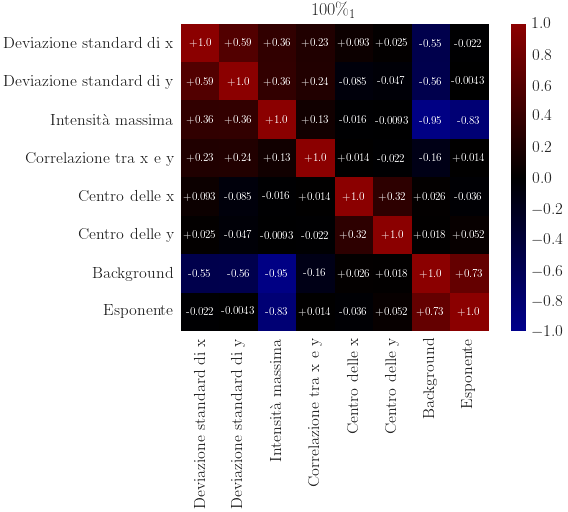 100%₁
Deviazione standard di x +1.0 +0.59 +0.36 +0.23 +0.093 +0.025 -0.55 -0.022
Deviazione standard di y +0.59 +1.0 +0.36 +0.24 -0.085 -0.047 -0.56 -0.0043
Intensità massima +0.36 +0.36 +1.0 +0.13 -0.016 -0.0093 -0.95 -0.83
Correlazione tra x e y +0.23 +0.24 +0.13 +1.0 +0.014 -0.022 -0.16 +0.014
Centro delle x +0.093 -0.085 -0.016 +0.014 +1.0 +0.32 +0.026 -0.036
Centro delle y +0.025 -0.047 -0.0093 -0.022 +0.32 +1.0 +0.018 +0.052
Background -0.55 -0.56 -0.95 -0.16 +0.026 +0.018 +1.0 +0.73
Esponente -0.022 -0.0043 -0.83 +0.014 -0.036 +0.052 +0.73 +1.0
Deviazione standard di x
Deviazione standard di y
Intensità massima
Correlazione tra x e y
Centro delle x
Centro delle y
Background
Esponente
1.0
0.8
0.6
0.4
0.2
0.0
−0.2
−0.4
−0.6
−0.8
−1.0